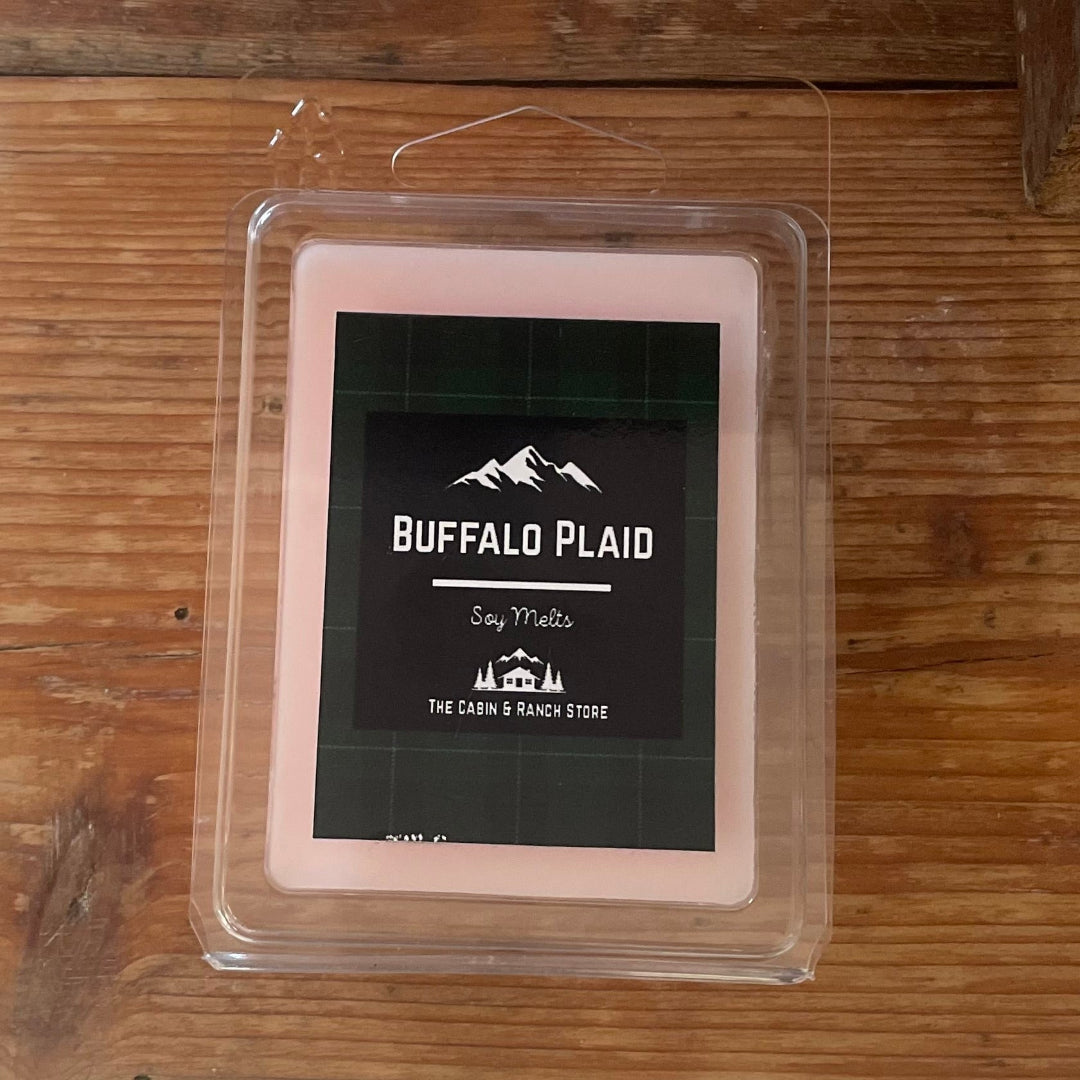 Buffalo Plaid
Soy Melts
The Cabin & Ranch Store